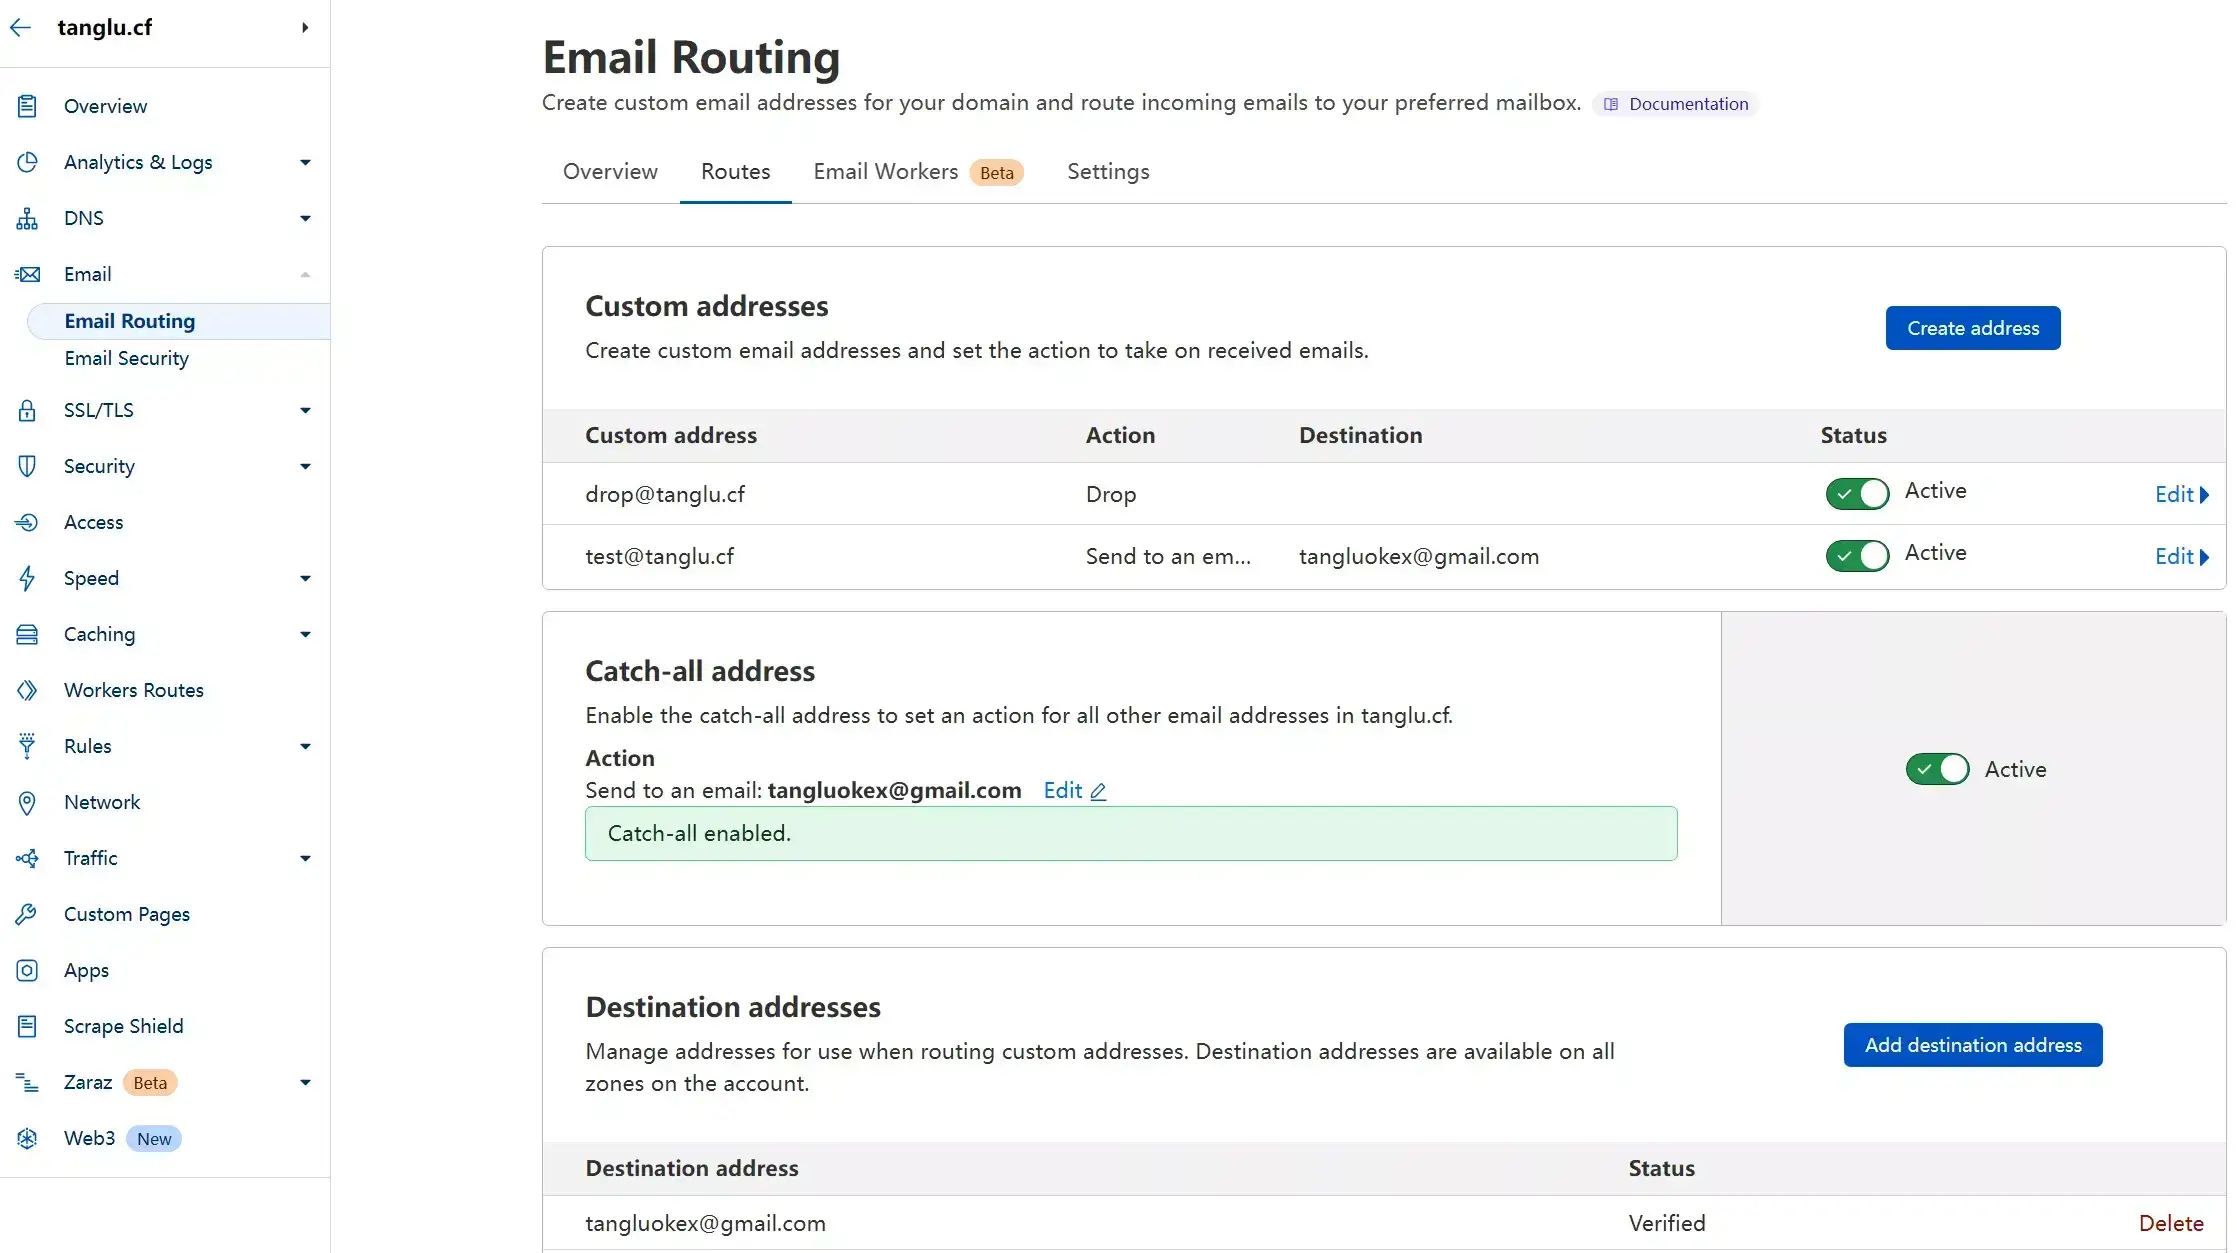 tanglu.cf
Overview
Analytics & Logs
DNS
Email
Email Routing
Email Security
SSL/TLS
Security
Access
Speed
Caching
Workers Routes
Rules
Network
Traffic
Custom Pages
Apps
Scrape Shield
Zaraz Beta
Web3 New
Email Routing
Create custom email addresses for your domain and route incoming emails to your preferred mailbox. Documentation
Overview Routes Email Workers Beta Settings
Custom addresses
Create custom email addresses and set the action to take on received emails.
Create address
Custom address Action Destination Status
drop@tanglu.cf Drop Active Edit
test@tanglu.cf Send to an em... tangluokex@gmail.com Active Edit
Catch-all address
Enable the catch-all address to set an action for all other email addresses in tanglu.cf.
Action
Send to an email: tangluokex@gmail.com Edit
Catch-all enabled.
Active
Destination addresses
Manage addresses for use when routing custom addresses. Destination addresses are available on all
zones on the account.
Add destination address
Destination address Status
tangluokex@gmail.com Verified Delete